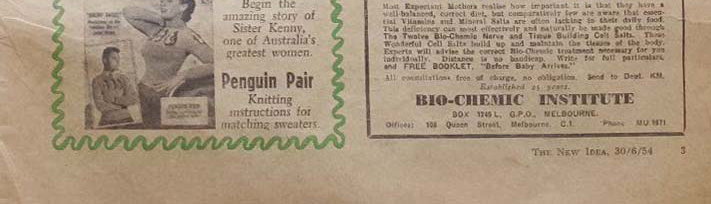 Begin the
amazing story of
Sister Kenny,
one of Australia's
greatest women.
Penguin Pair
Knitting
instructions for
matching sweaters.
Most Expectant Mothers realise how important it is that they have a
well-balanced, correct diet, but comparatively few are aware that essen-
tial Vitamins and Mineral Salts are often lacking in their daily food.
This deficiency can most effectively and naturally be made good through
The Twelve Bio-Chemic Nerve and Tissue Building Cell Salts. These
Wonderful Cell Salts build up and maintain the tissues of the body.
Experts will advise the correct Bio-Chemic treatment necessary for you
individually. Distance is no handicap. Write for full particulars,
and FREE BOOKLET, "Before Baby Arrives."
All consultations free of charge, no obligation. Send to Dept. KM.
Established 25 years.
BIO-CHEMIC INSTITUTE
BOX 1745 L, G.P.O., MELBOURNE.
Offices: 108 Queen Street, Melbourne, C.1. Phone MU 1671.
THE NEW IDEA, 30/6/54 3